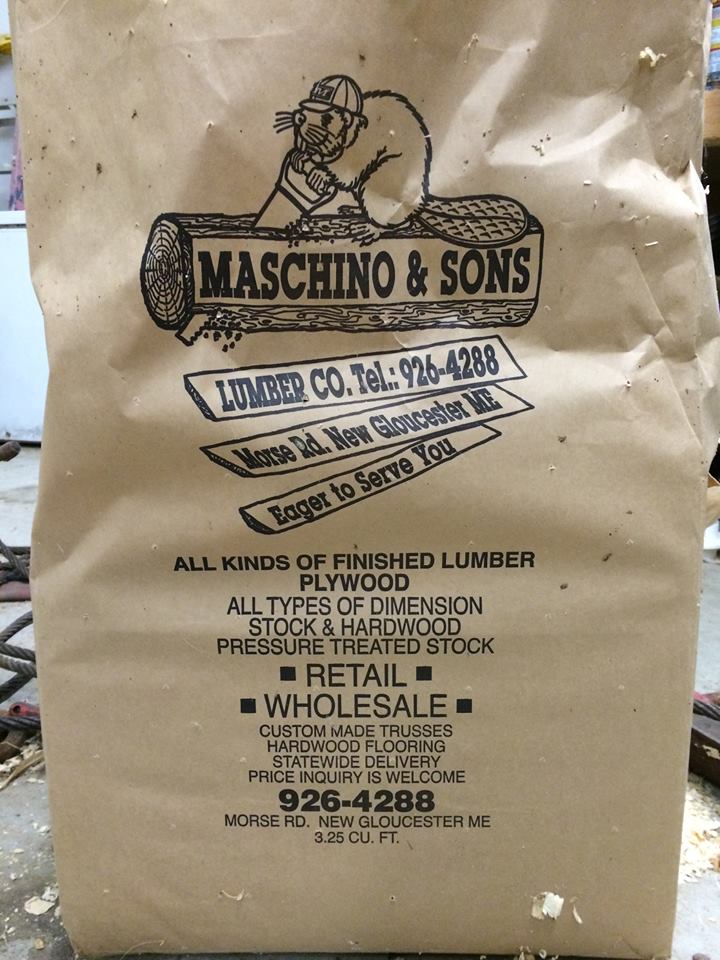 MASCHINO & SONS
LUMBER CO. Tel.: 926-4288
Morse Rd. New Gloucester ME
Eager to Serve You
ALL KINDS OF FINISHED LUMBER
PLYWOOD
ALL TYPES OF DIMENSION
STOCK & HARDWOOD
PRESSURE TREATED STOCK
■ RETAIL ■
■ WHOLESALE ■
CUSTOM MADE TRUSSES
HARDWOOD FLOORING
STATEWIDE DELIVERY
PRICE INQUIRY IS WELCOME
926-4288
MORSE RD. NEW GLOUCESTER ME
3.25 CU. FT.